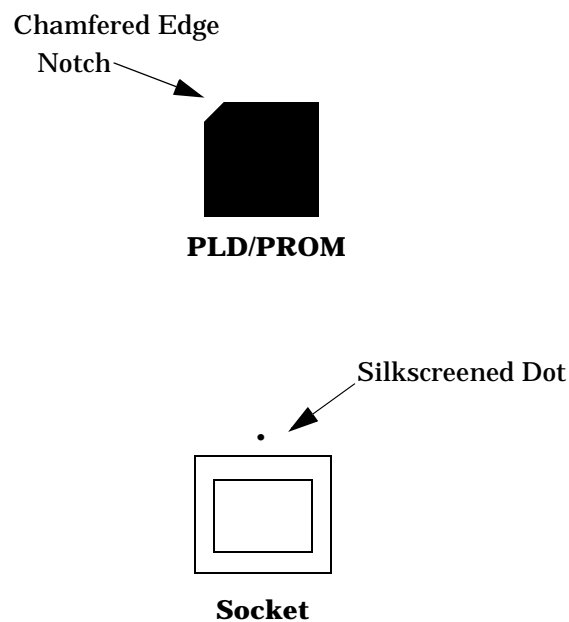 Chamfered Edge
Notch
PLD/PROM
Silkscreened Dot
Socket